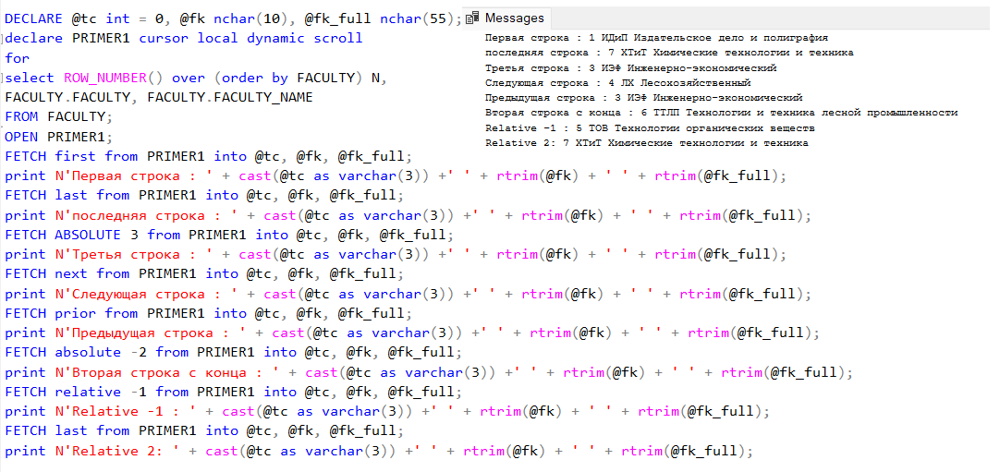 DECLARE @tc int = 0, @fk nchar(10), @fk_full nchar(55);
declare PRIMER1 cursor local dynamic scroll
for
select ROW_NUMBER() over (order by FACULTY) N,
FACULTY.FACULTY, FACULTY.FACULTY_NAME
FROM FACULTY;
OPEN PRIMER1;
FETCH first from PRIMER1 into @tc, @fk, @fk_full;
print N'Первая строка : ' + cast(@tc as varchar(3)) +' ' + rtrim(@fk) + ' ' + rtrim(@fk_full);
FETCH last from PRIMER1 into @tc, @fk, @fk_full;
print N'последняя строка : ' + cast(@tc as varchar(3)) +' ' + rtrim(@fk) + ' ' + rtrim(@fk_full);
FETCH ABSOLUTE 3 from PRIMER1 into @tc, @fk, @fk_full;
print N'Третья строка : ' + cast(@tc as varchar(3)) +' ' + rtrim(@fk) + ' ' + rtrim(@fk_full);
FETCH next from PRIMER1 into @tc, @fk, @fk_full;
print N'Следующая строка : ' + cast(@tc as varchar(3)) +' ' + rtrim(@fk) + ' ' + rtrim(@fk_full);
FETCH prior from PRIMER1 into @tc, @fk, @fk_full;
print N'Предыдущая строка : ' + cast(@tc as varchar(3)) +' ' + rtrim(@fk) + ' ' + rtrim(@fk_full);
FETCH absolute -2 from PRIMER1 into @tc, @fk, @fk_full;
print N'Вторая строка с конца : ' + cast(@tc as varchar(3)) +' ' + rtrim(@fk) + ' ' + rtrim(@fk_full);
FETCH relative -1 from PRIMER1 into @tc, @fk, @fk_full;
print N'Relative -1 : ' + cast(@tc as varchar(3)) +' ' + rtrim(@fk) + ' ' + rtrim(@fk_full);
FETCH last from PRIMER1 into @tc, @fk, @fk_full;
print N'Relative 2: ' + cast(@tc as varchar(3)) +' ' + rtrim(@fk) + ' ' + rtrim(@fk_full);
Messages
Первая строка : 1 ИДиП Издательское дело и полиграфия
последняя строка : 7 ХТиТ Химические технологии и техника
Третья строка : 3 ИЭФ Инженерно-экономический
Следующая строка : 4 ЛХ Лесохозяйственный
Предыдущая строка : 3 ИЭФ Инженерно-экономический
Вторая строка с конца : 6 ТТЛП Технологии и техника лесной промышленности
Relative -1 : 5 ТОВ Технологии органических веществ
Relative 2: 7 ХТиТ Химические технологии и техника